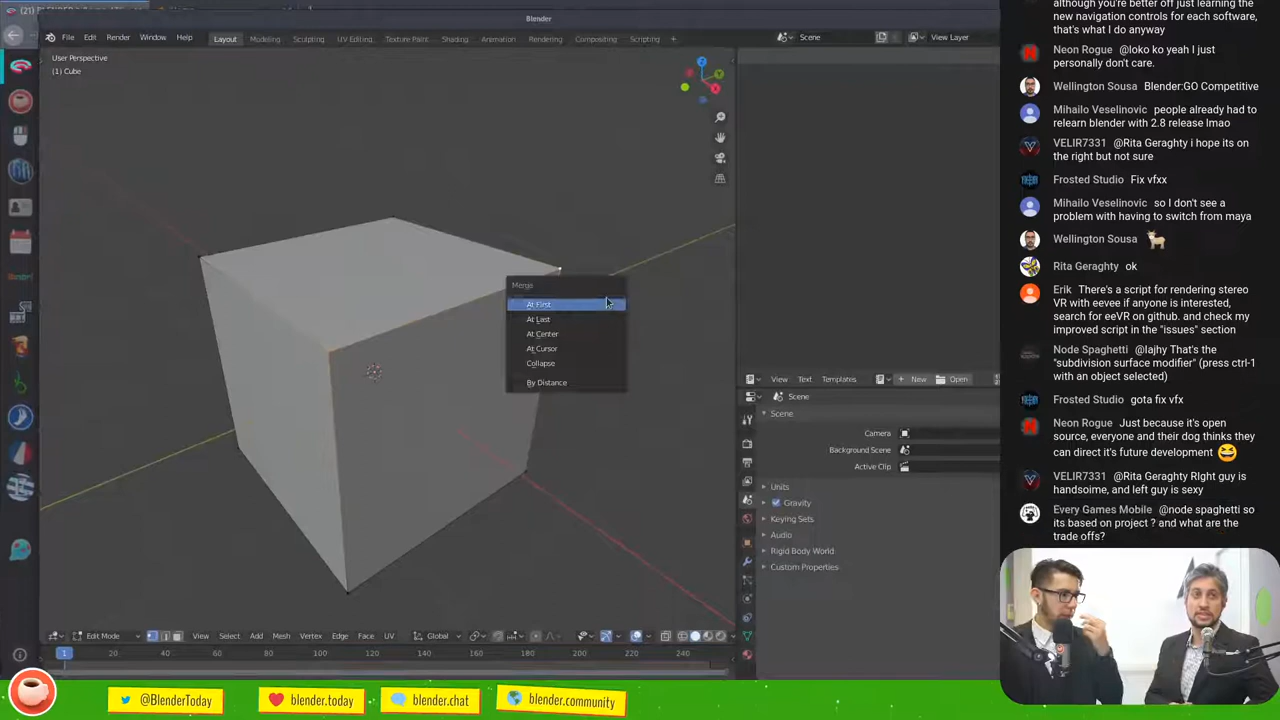 Blender
File Edit Render Window Help
Layout Modeling Sculpting UV Editing Texture Paint Shading Animation Rendering Compositing Scripting +
Scene
View Layer
User Perspective
(1) Cube
Merge
At First
At Last
At Center
At Cursor
Collapse
By Distance
View Text Templates
New
Open
Scene
Scene
Camera
Background Scene
Active Clip
Units
Gravity
Keying Sets
Audio
Rigid Body World
Custom Properties
Edit Mode View Select Add Mesh Vertex Edge Face UV Global
1 20 40 60 80 100 120 140 160 180 200 220 240
@BlenderToday
blender.today
blender.chat
blender.community
although you're better off just learning the
new navigation controls for each software,
that's what I do anyway
Neon Rogue @loko ko yeah I just
personally don't care.
Wellington Sousa Blender:GO Competitive
Mihailo Veselinovic people already had to
relearn blender with 2.8 release lmao
VELIR7331 @Rita Geraghty i hope its on
the right but not sure
Frosted Studio Fix vfxx
Mihailo Veselinovic so I don't see a
problem with having to switch from maya
Wellington Sousa
Rita Geraghty ok
Erik There's a script for rendering stereo
VR with eevee if anyone is interested,
search for eeVR on github. and check my
improved script in the "issues" section
Node Spaghetti @lajhy That's the
"subdivision surface modifier" (press ctrl-1
with an object selected)
Frosted Studio gota fix vfx
Neon Rogue Just because it's open
source, everyone and their dog thinks they
can direct it's future development
VELIR7331 @Rita Geraghty RIght guy is
handsome, and left guy is sexy
Every Games Mobile @node spaghetti so
its based on project ? and what are the
trade offs?